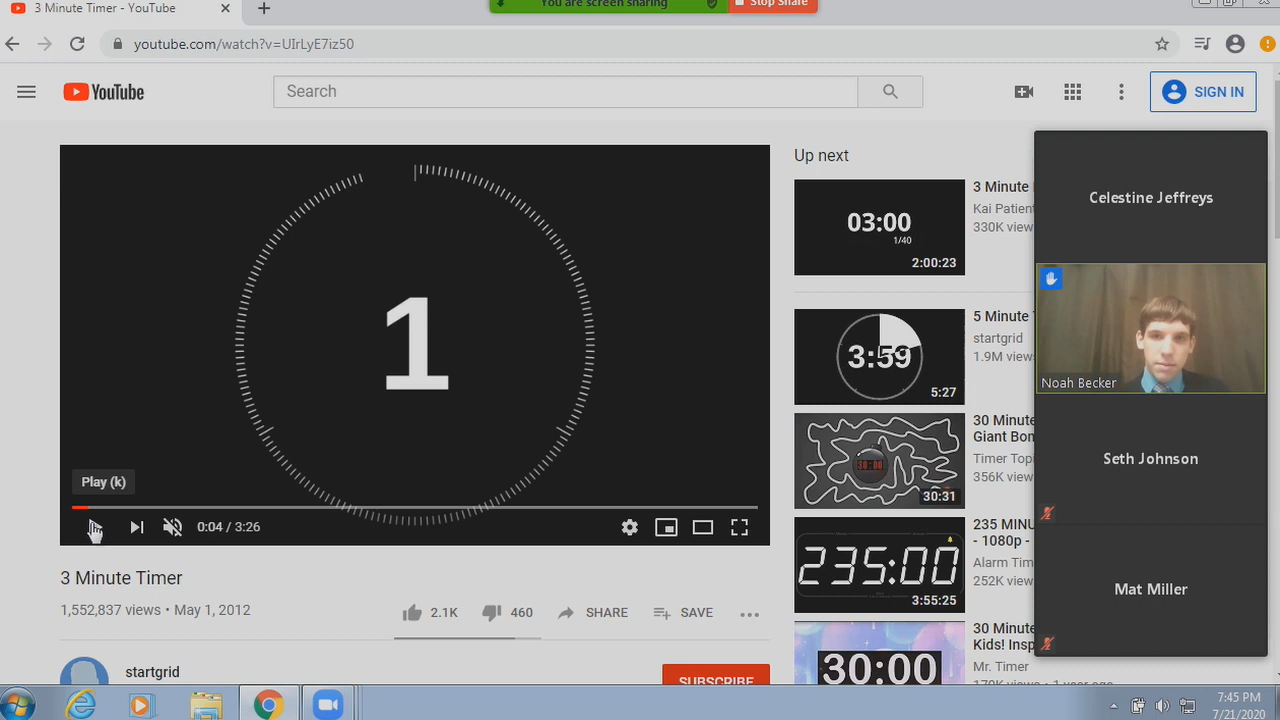 3 Minute Timer - YouTube
You are screen sharing
Stop Share
youtube.com/watch?v=UIrLyE7iz50
YouTube
Search
SIGN IN
1
Play (k)
0:04 / 3:26
3 Minute Timer
1,552,837 views • May 1, 2012
2.1K
460
SHARE
SAVE
startgrid
SUBSCRIBE
Up next
03:00
1/40
2:00:23
3 Minute
Kai Patient
330K view
3:59
5:27
5 Minute
startgrid
1.9M view
30:00
30:31
30 Minute
Giant Bon
Timer Top
356K view
235:00
3:55:25
235 MINU
- 1080p -
Alarm Tim
252K view
30:00
30 Minute
Kids! Insp
Mr. Timer
Celestine Jeffreys
Noah Becker
Seth Johnson
Mat Miller
7:45 PM
7/21/2020